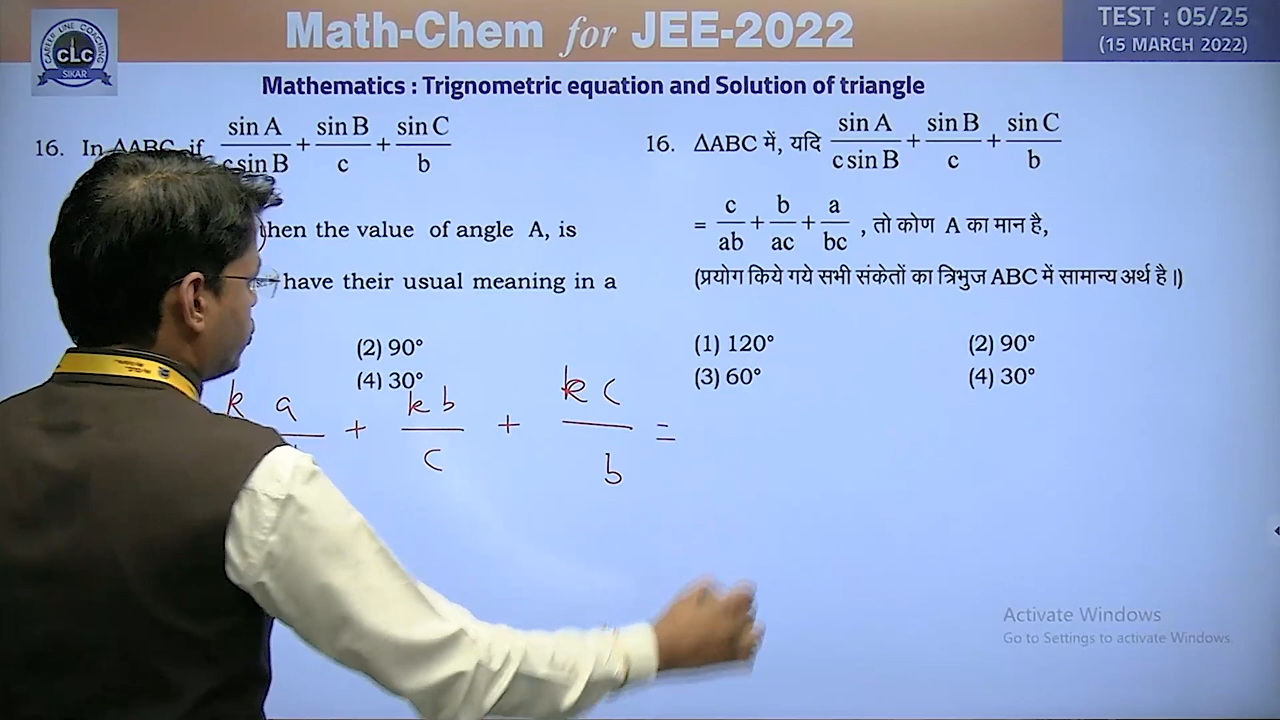 Math-Chem for JEE-2022
TEST : 05/25
(15 MARCH 2022)
CAREER LINE COACHING
CLC
SIKAR
Mathematics : Trignometric equation and Solution of triangle
16. In ΔABC, if sin A / c sin B + sin B / c + sin C / b
then the value of angle A, is
have their usual meaning in a
(2) 90°
(4) 30°
k a + k b / c + k c / b =
16. ΔABC में, यदि sin A / c sin B + sin B / c + sin C / b
= c / ab + b / ac + a / bc , तो कोण A का मान है,
(प्रयोग किये गये सभी संकेतों का त्रिभुज ABC में सामान्य अर्थ है।)
(1) 120° (2) 90°
(3) 60° (4) 30°
Activate Windows
Go to Settings to activate Windows.